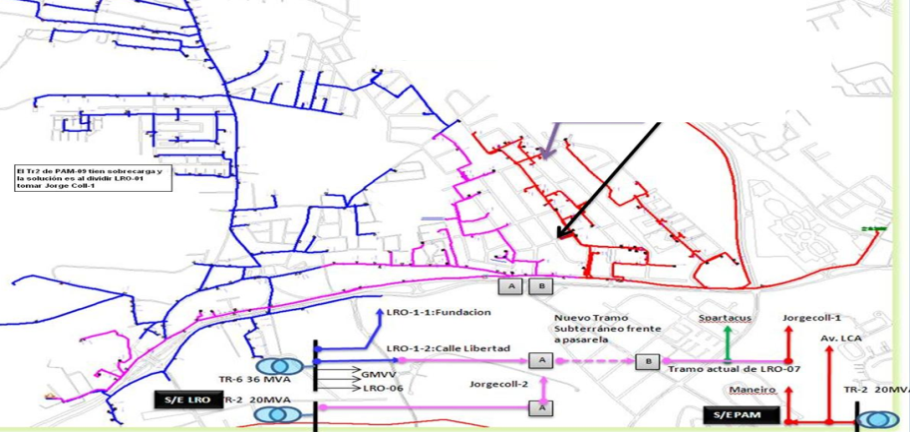 El Tr2 de PAM-09 tien sobrecarga y
la solución es al dividir LRO-01
tomar Jorge Coll-1
A B
LRO-1-1:Fundacion
Nuevo Tramo
Subterráneo frente
a pasarela
Spartacus
Jorgecoll-1
Av. LCA
LRO-1-2:Calle Libertad
A
B
GMVV
LRO-06
Tramo actual de LRO-07
TR-6 36 MVA
Jorgecoll-2
Maneiro
TR-2 20MVA
S/E LRO
TR-2 20MVA
A
S/E PAM